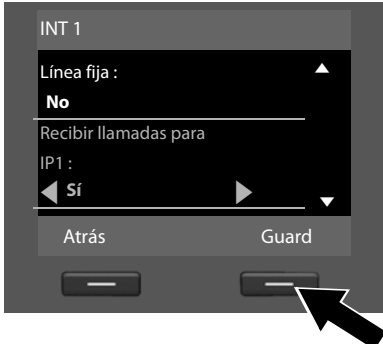 INT 1
Línea fija :
No
Recibir llamadas para
IP1 :
Sí
Atrás
Guard